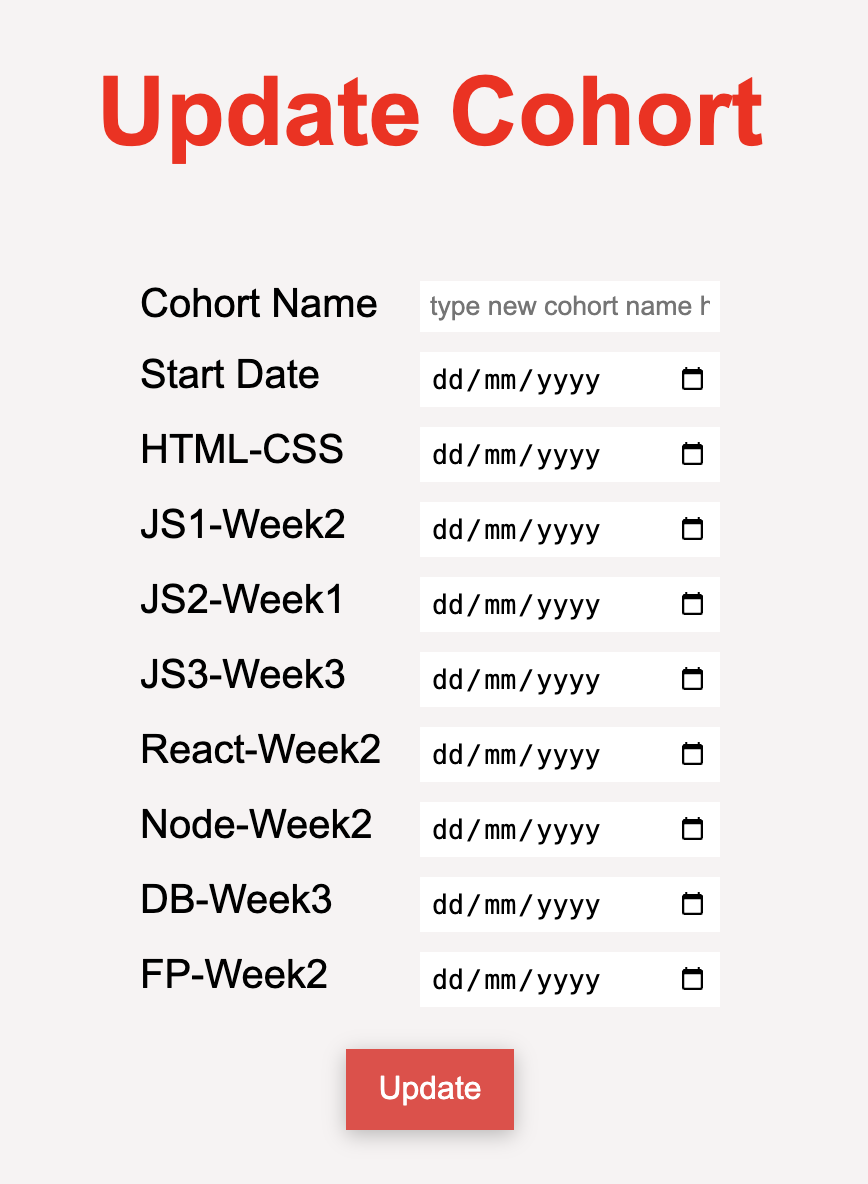 Update Cohort
Cohort Name type new cohort name h
Start Date dd/mm/yyyy
HTML-CSS dd/mm/yyyy
JS1-Week2 dd/mm/yyyy
JS2-Week1 dd/mm/yyyy
JS3-Week3 dd/mm/yyyy
React-Week2 dd/mm/yyyy
Node-Week2 dd/mm/yyyy
DB-Week3 dd/mm/yyyy
FP-Week2 dd/mm/yyyy
Update